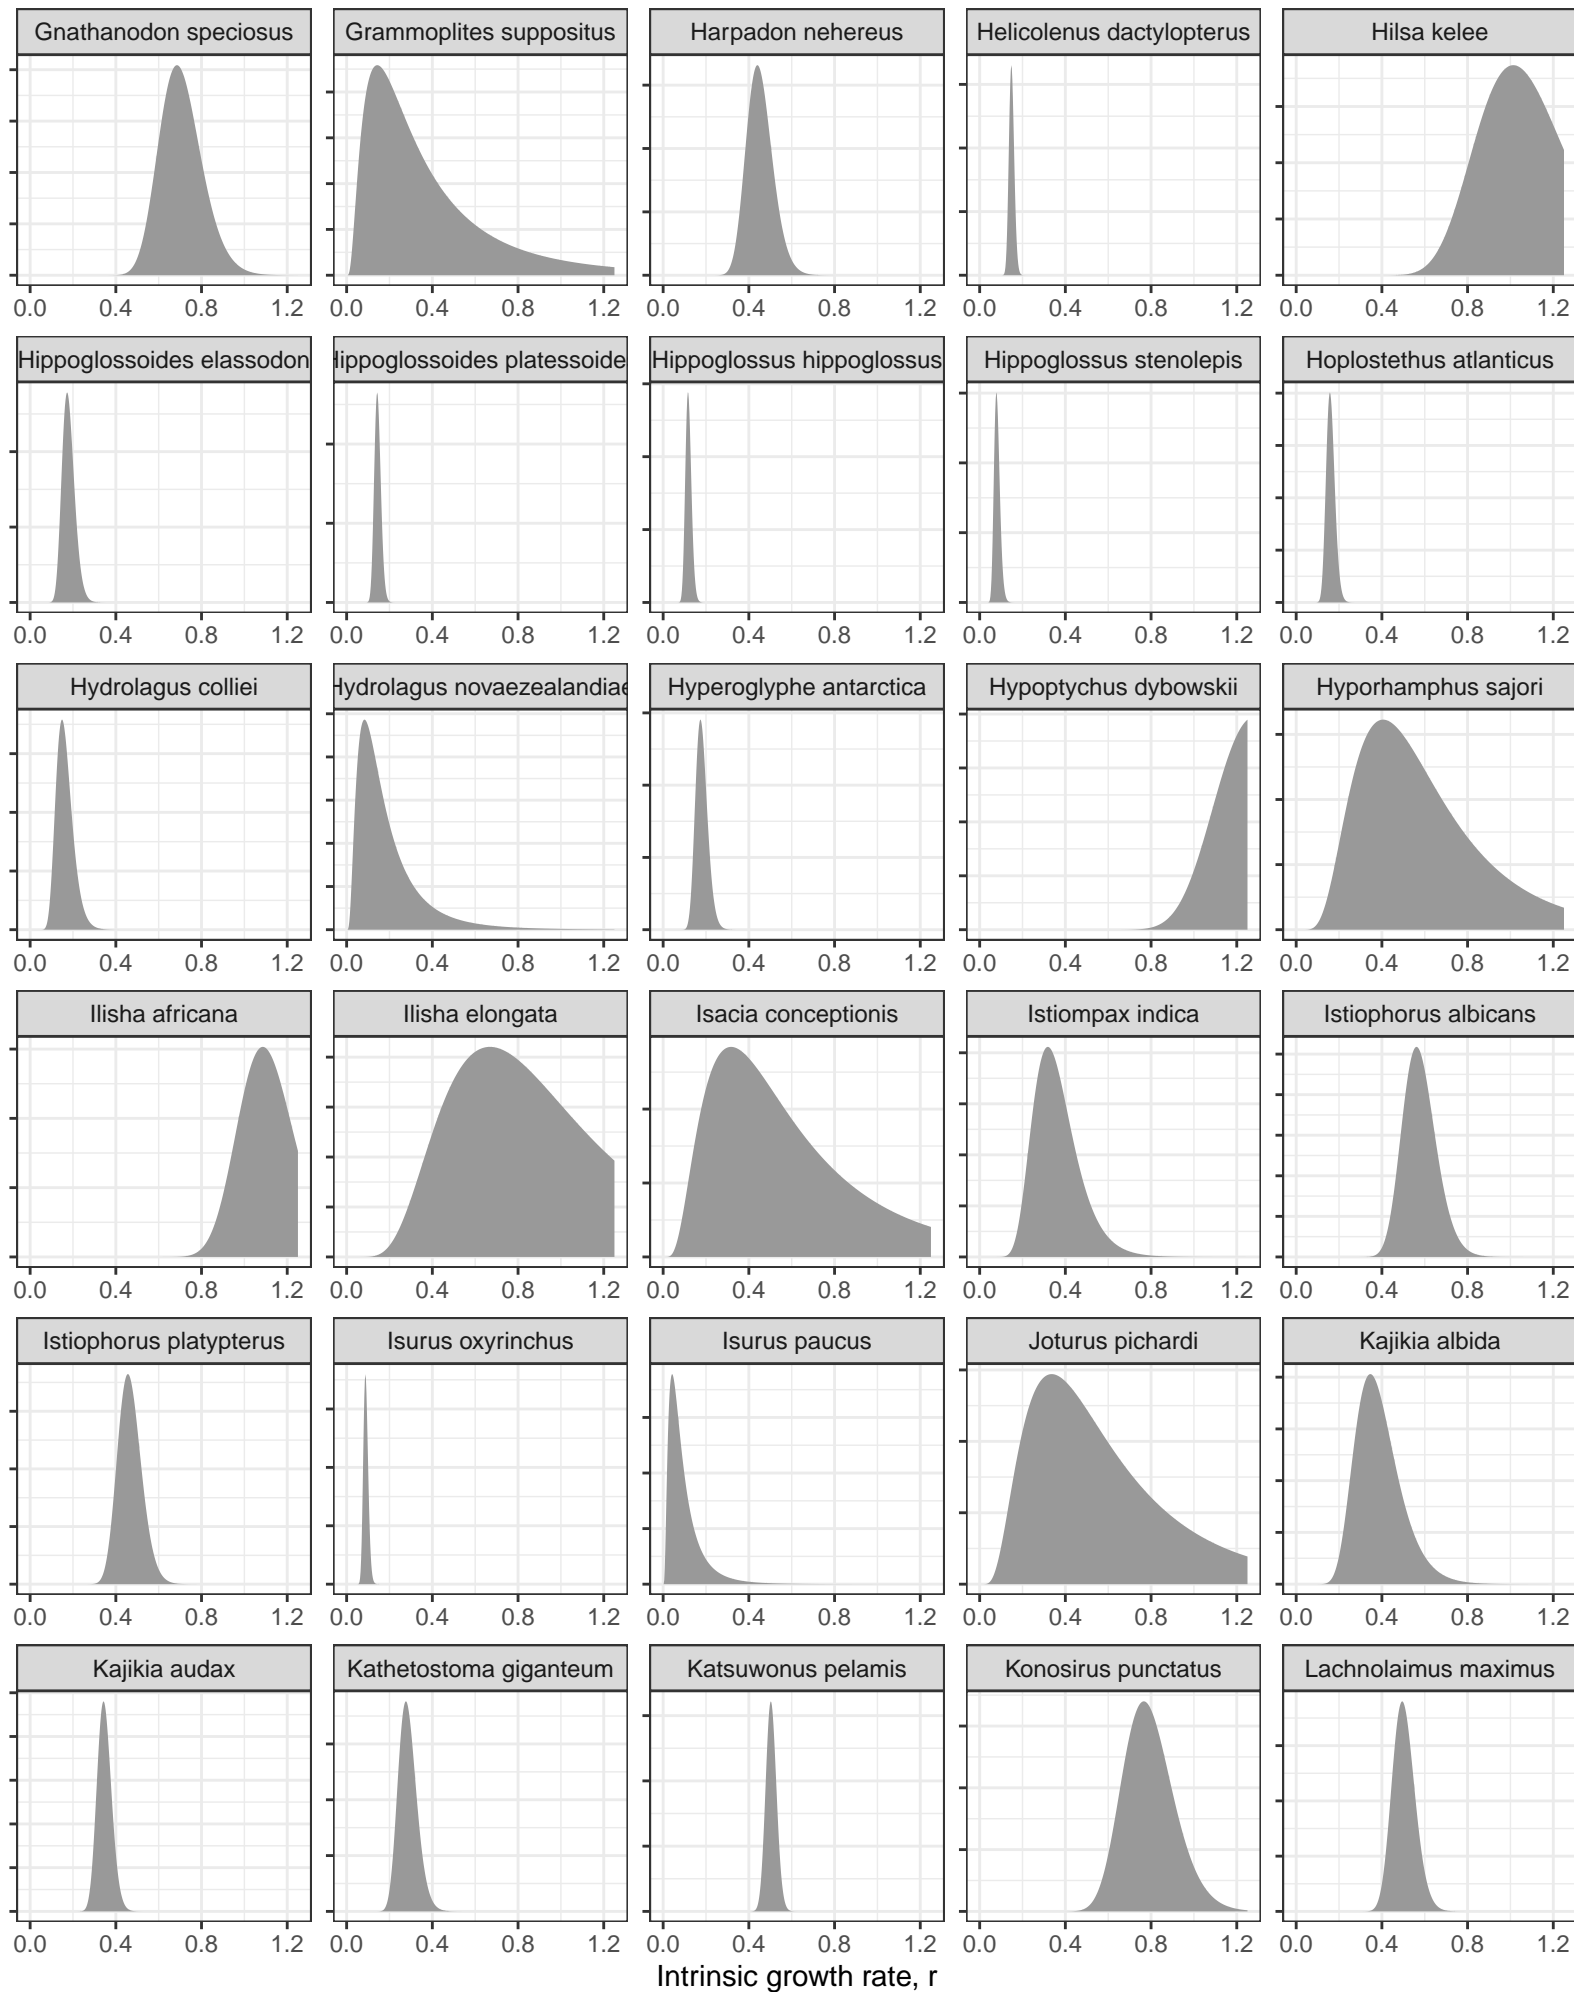 Gnathanodon speciosus Grammoplites suppositus Harpadon nehereus Helicolenus dactylopterus Hilsa kelee
0.0 0.4 0.8 1.2 0.0 0.4 0.8 1.2 0.0 0.4 0.8 1.2 0.0 0.4 0.8 1.2 0.0 0.4 0.8 1.2
Hippoglossoides elassodon Hippoglossoides platessoide Hippoglossus hippoglossus Hippoglossus stenolepis Hoplostethus atlanticus
0.0 0.4 0.8 1.2 0.0 0.4 0.8 1.2 0.0 0.4 0.8 1.2 0.0 0.4 0.8 1.2 0.0 0.4 0.8 1.2
Hydrolagus colliei Hydrolagus novaezealandiae Hyperoglyphe antarctica Hypoptychus dybowskii Hyporhamphus sajori
0.0 0.4 0.8 1.2 0.0 0.4 0.8 1.2 0.0 0.4 0.8 1.2 0.0 0.4 0.8 1.2 0.0 0.4 0.8 1.2
Ilisha africana Ilisha elongata Isacia conceptionis Istiompax indica Istiophorus albicans
0.0 0.4 0.8 1.2 0.0 0.4 0.8 1.2 0.0 0.4 0.8 1.2 0.0 0.4 0.8 1.2 0.0 0.4 0.8 1.2
Istiophorus platypterus Isurus oxyrinchus Isurus paucus Joturus pichardi Kajikia albida
0.0 0.4 0.8 1.2 0.0 0.4 0.8 1.2 0.0 0.4 0.8 1.2 0.0 0.4 0.8 1.2 0.0 0.4 0.8 1.2
Kajikia audax Kathetostoma giganteum Katsuwonus pelamis Konosirus punctatus Lachnolaimus maximus
0.0 0.4 0.8 1.2 0.0 0.4 0.8 1.2 0.0 0.4 0.8 1.2 0.0 0.4 0.8 1.2 0.0 0.4 0.8 1.2
Intrinsic growth rate, r